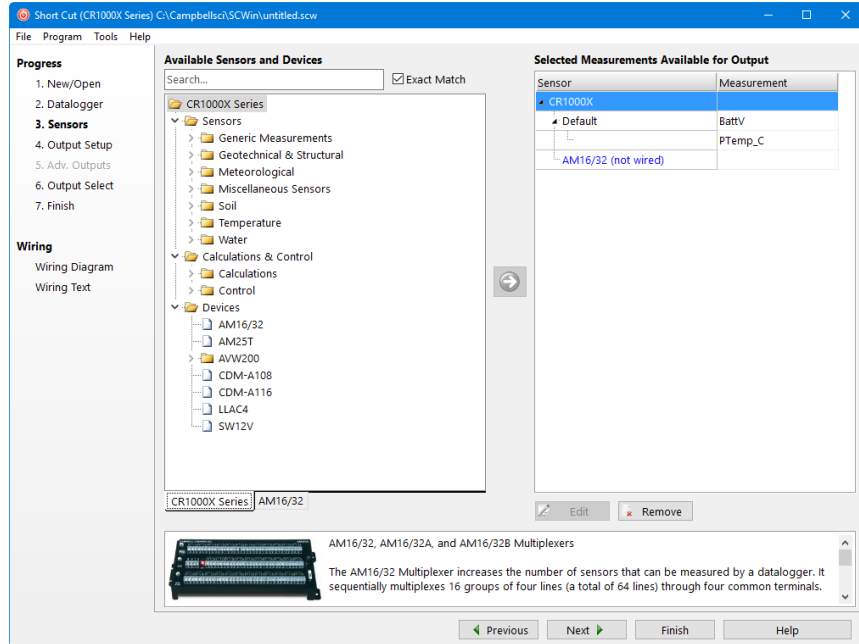 Short Cut (CR1000X Series) C:\Campbellsci\SCWin\untitled.scw
File Program Tools Help
Progress
1. New/Open
2. Datalogger
3. Sensors
4. Output Setup
5. Adv. Outputs
6. Output Select
7. Finish
Wiring
Wiring Diagram
Wiring Text
Available Sensors and Devices
Search...
Exact Match
CR1000X Series
Sensors
Generic Measurements
Geotechnical & Structural
Meteorological
Miscellaneous Sensors
Soil
Temperature
Water
Calculations & Control
Calculations
Control
Devices
AM16/32
AM25T
AVW200
CDM-A108
CDM-A116
LLAC4
SW12V
CR1000X Series AM16/32
Selected Measurements Available for Output
Sensor Measurement
CR1000X
Default BattV
PTemp_C
AM16/32 (not wired)
Edit Remove
AM16/32, AM16/32A, and AM16/32B Multiplexers
The AM16/32 Multiplexer increases the number of sensors that can be measured by a datalogger. It
sequentially multiplexes 16 groups of four lines (a total of 64 lines) through four common terminals.
Previous Next Finish Help